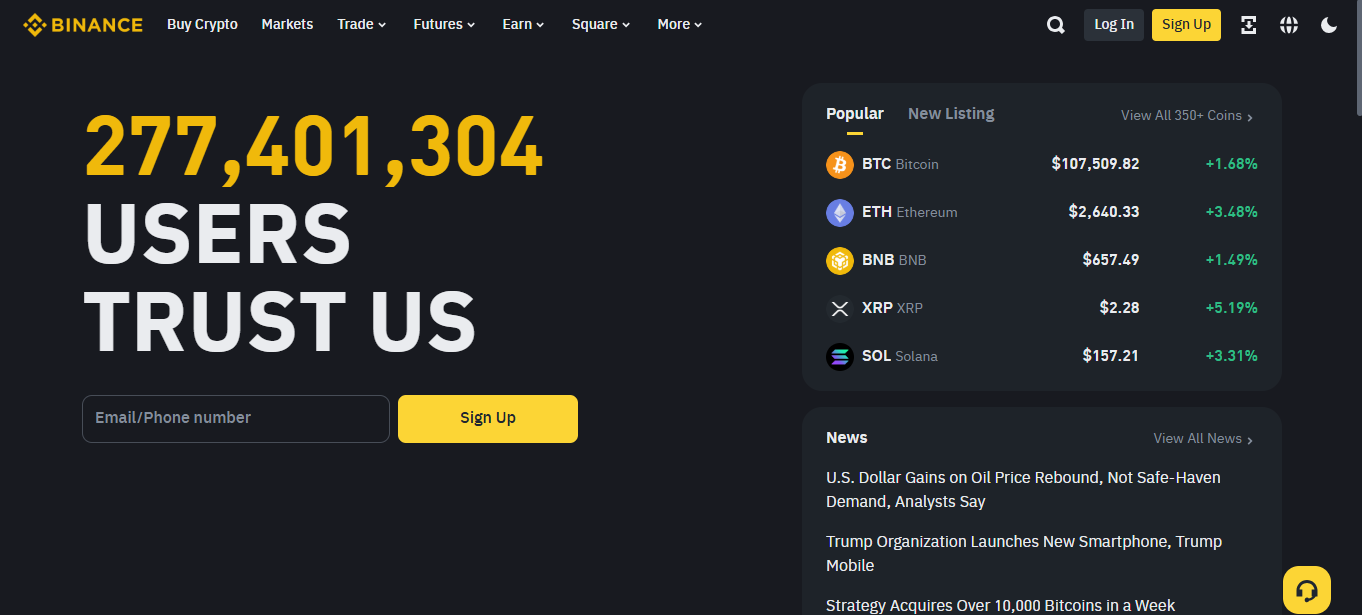 BINANCE Buy Crypto Markets Trade Futures Earn Square More Log In Sign Up
277,401,304
USERS
TRUST US
Email/Phone number Sign Up
Popular New Listing View All 350+ Coins
BTC Bitcoin $107,509.82 +1.68%
ETH Ethereum $2,640.33 +3.48%
BNB BNB $657.49 +1.49%
XRP XRP $2.28 +5.19%
SOL Solana $157.21 +3.31%
News View All News
U.S. Dollar Gains on Oil Price Rebound, Not Safe-Haven
Demand, Analysts Say
Trump Organization Launches New Smartphone, Trump
Mobile
Strategy Acquires Over 10,000 Bitcoins in a Week